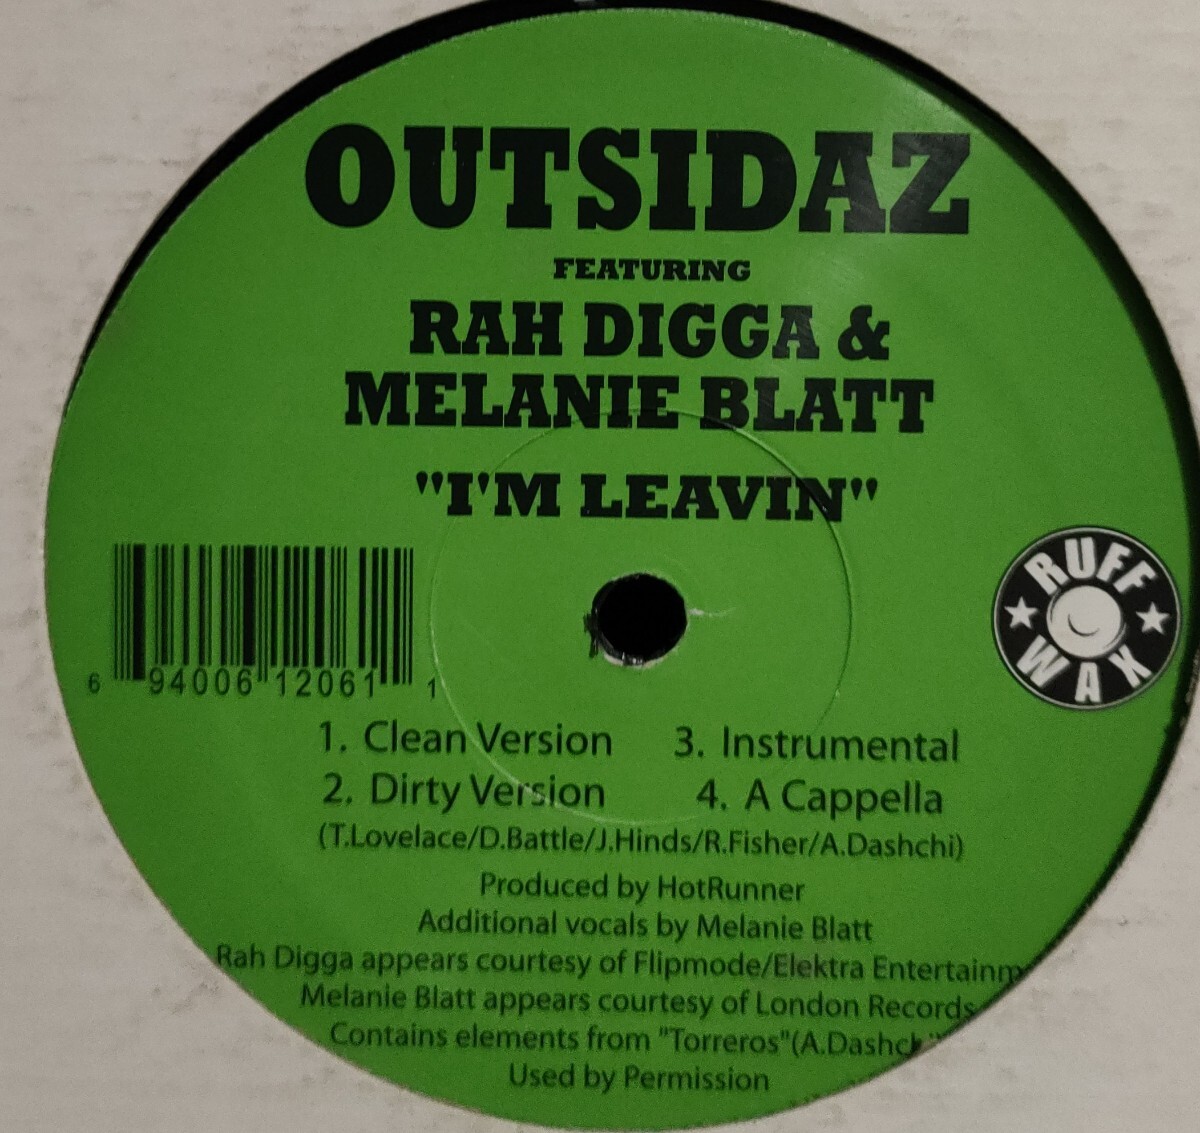 OUTSIDAZ
FEATURING
RAH DIGGA &
MELANIE BLATT
"I'M LEAVIN"
RUFF
WAX
6 94006 12061 1
1. Clean Version 3. Instrumental
2. Dirty Version 4. A Cappella
(T.Lovelace/D.Battle/J.Hinds/R.Fisher/A.Dashchi)
Produced by HotRunner
Additional vocals by Melanie Blatt
Rah Digga appears courtesy of Flipmode/Elektra
Melanie Blatt appears courtesy of London Records
Contains elements from "Torreros"
Used by Permission